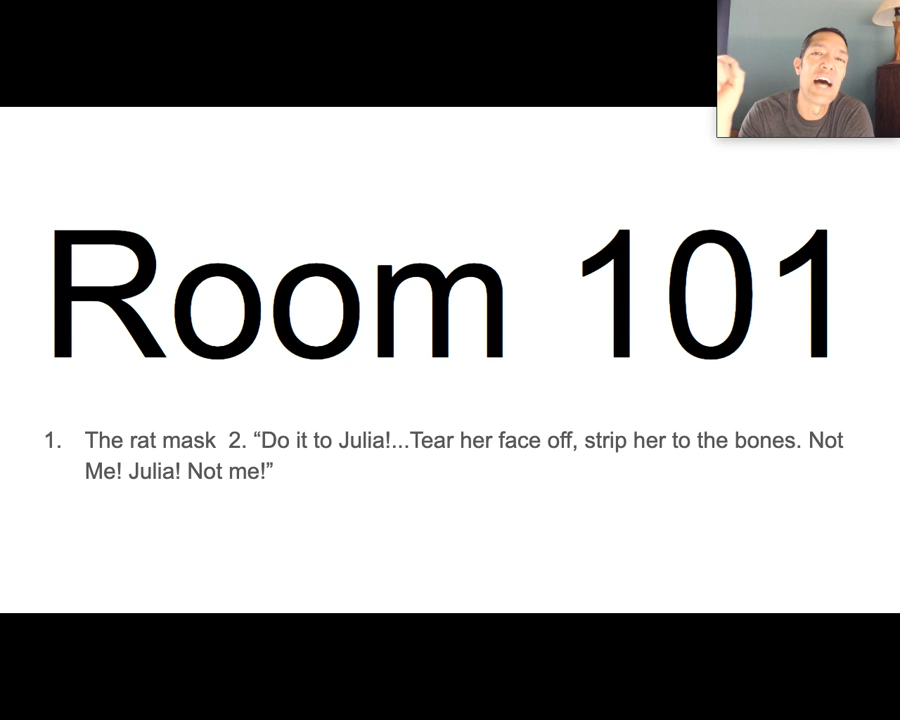 Room 101
1. The rat mask  2. “Do it to Julia!...Tear her face off, strip her to the bones. Not
Me! Julia! Not me!”